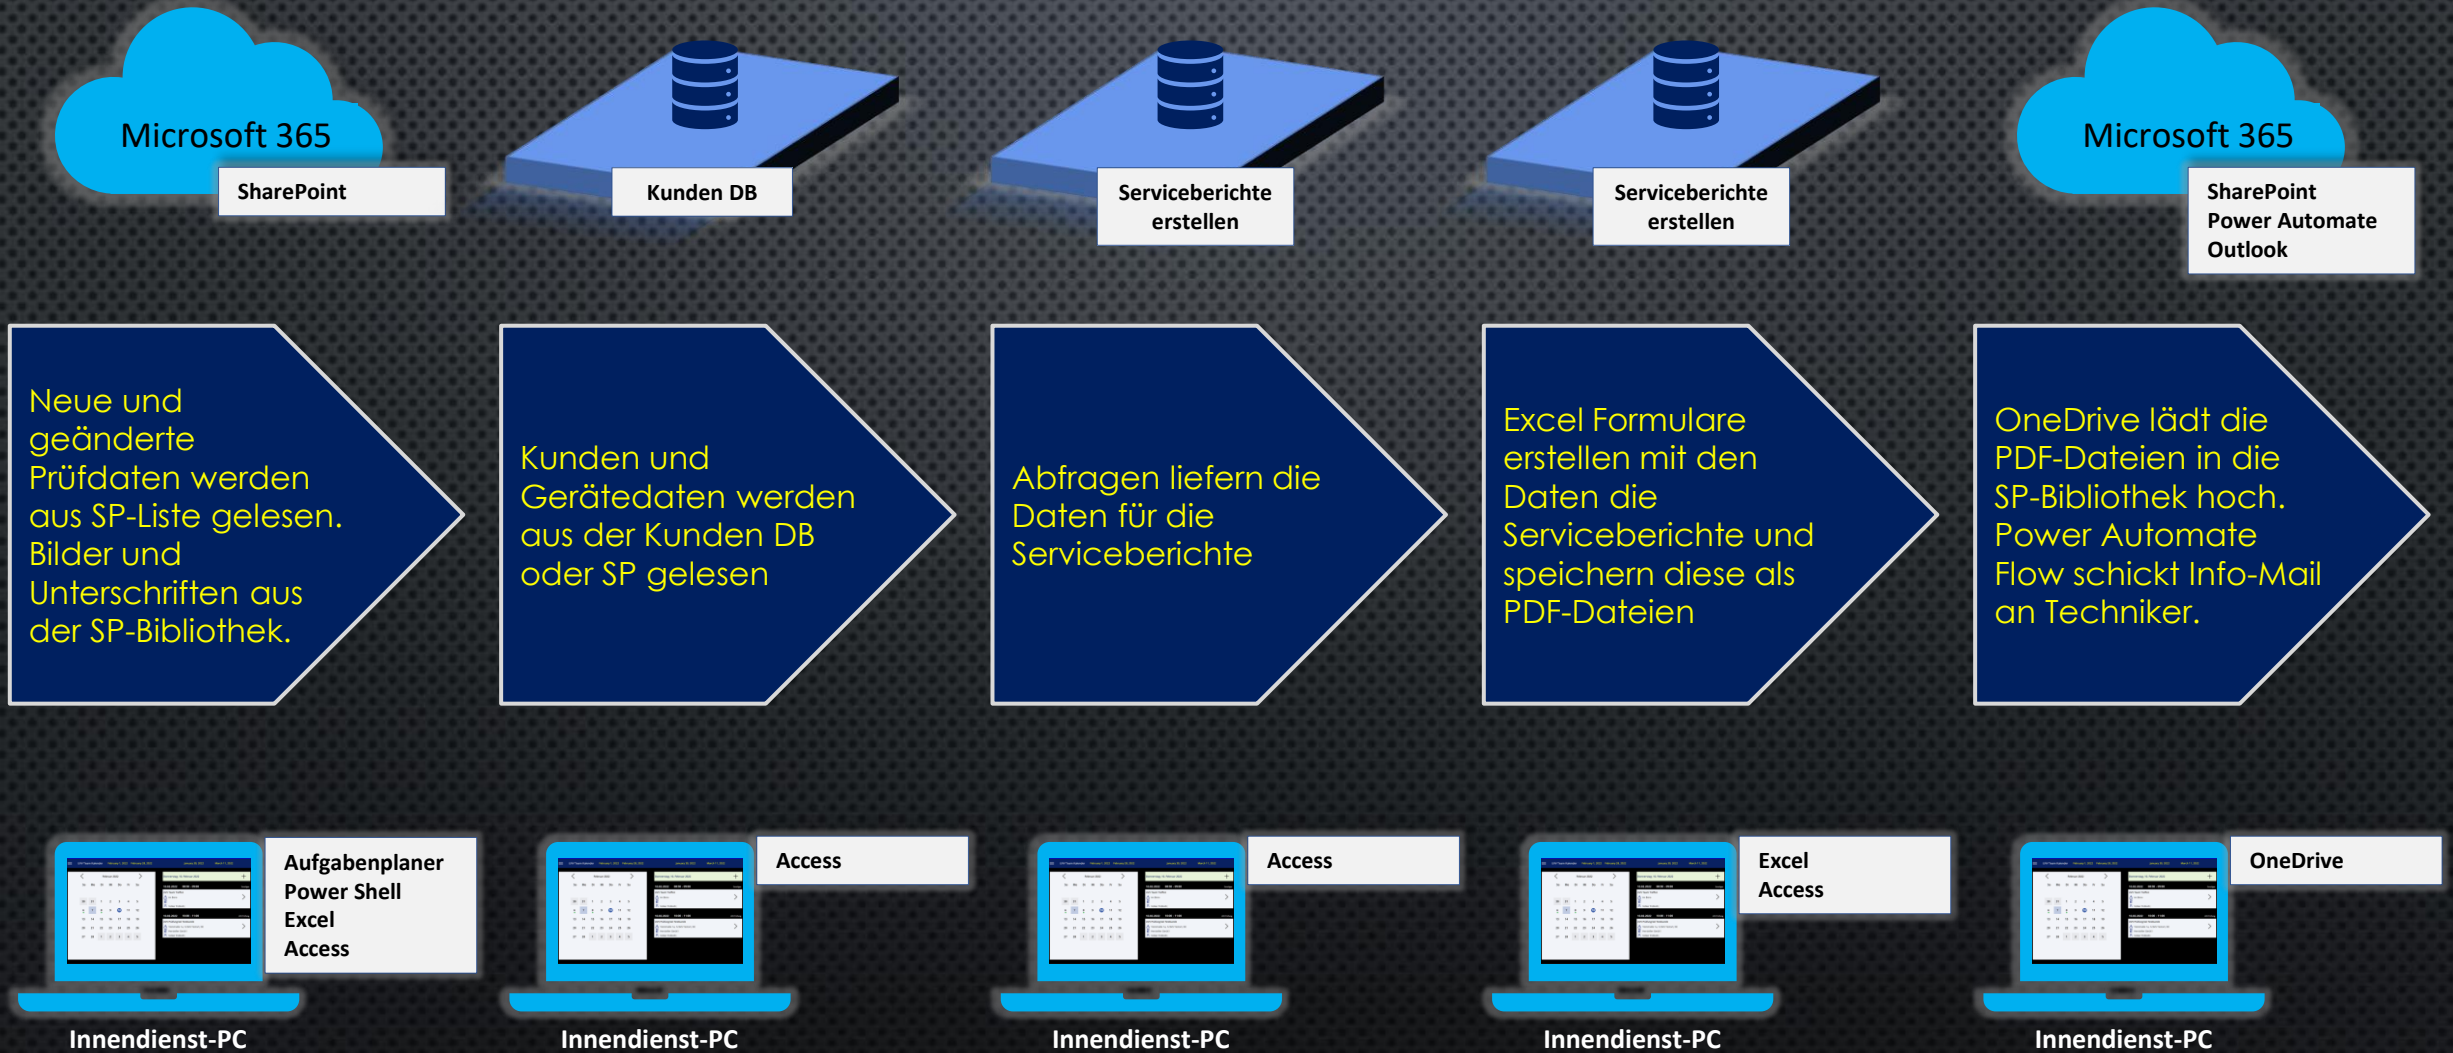 Microsoft 365
SharePoint
Kunden DB
Serviceberichte
erstellen
Serviceberichte
erstellen
Microsoft 365
SharePoint
Power Automate
Outlook
Neue und
geänderte
Prüfdaten werden
aus SP-Liste gelesen.
Bilder und
Unterschriften aus
der SP-Bibliothek.
Kunden und
Gerätedaten werden
aus der Kunden DB
oder SP gelesen
Abfragen liefern die
Daten für die
Serviceberichte
Excel Formulare
erstellen mit den
Daten die
Serviceberichte und
speichern diese als
PDF-Dateien
OneDrive lädt die
PDF-Dateien in die
SP-Bibliothek hoch.
Power Automate
Flow schickt Info-Mail
an Techniker.
Aufgabenplaner
Power Shell
Excel
Access
Innendienst-PC
Access
Innendienst-PC
Access
Innendienst-PC
Excel
Access
Innendienst-PC
OneDrive
Innendienst-PC